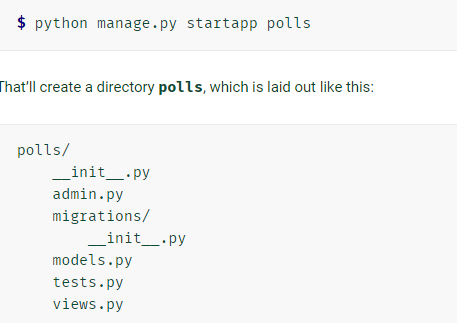 $ python manage.py startapp polls
That'll create a directory polls, which is laid out like this:
polls/
    __init__.py
    admin.py
    migrations/
        __init__.py
    models.py
    tests.py
    views.py